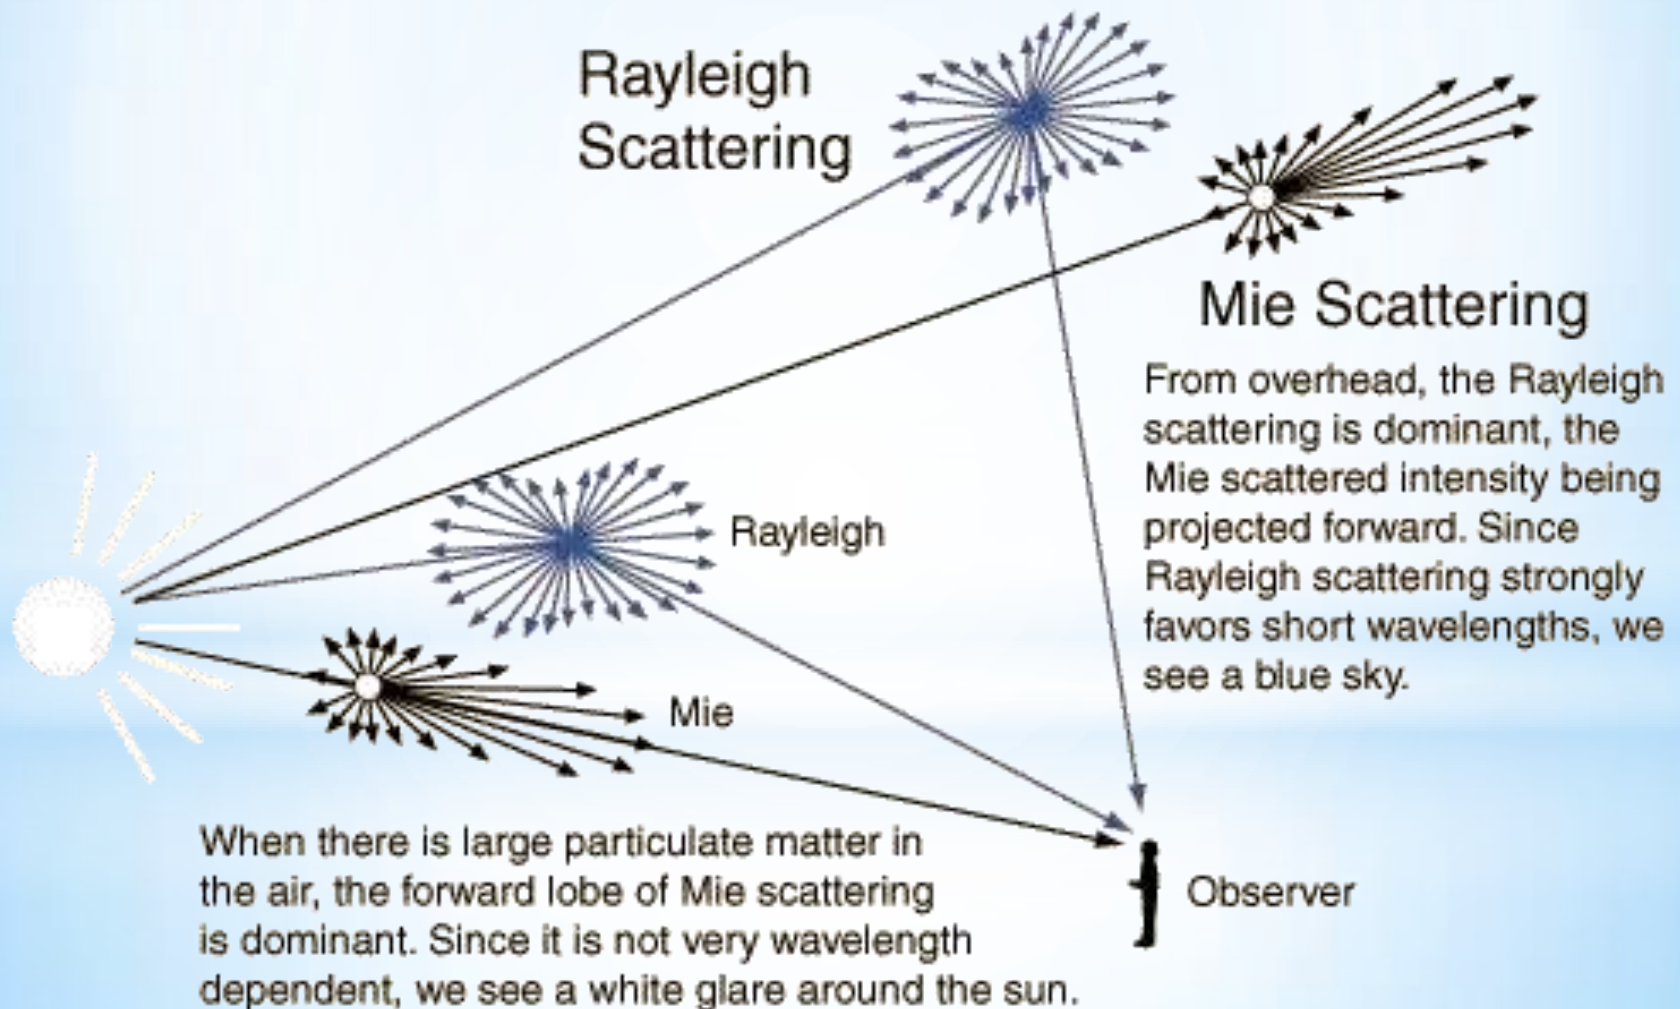 Rayleigh
Scattering
Mie Scattering
From overhead, the Rayleigh
scattering is dominant, the
Mie scattered intensity being
projected forward. Since
Rayleigh scattering strongly
favors short wavelengths, we
see a blue sky.
Rayleigh
Mie
Observer
When there is large particulate matter in
the air, the forward lobe of Mie scattering
is dominant. Since it is not very wavelength
dependent, we see a white glare around the sun.